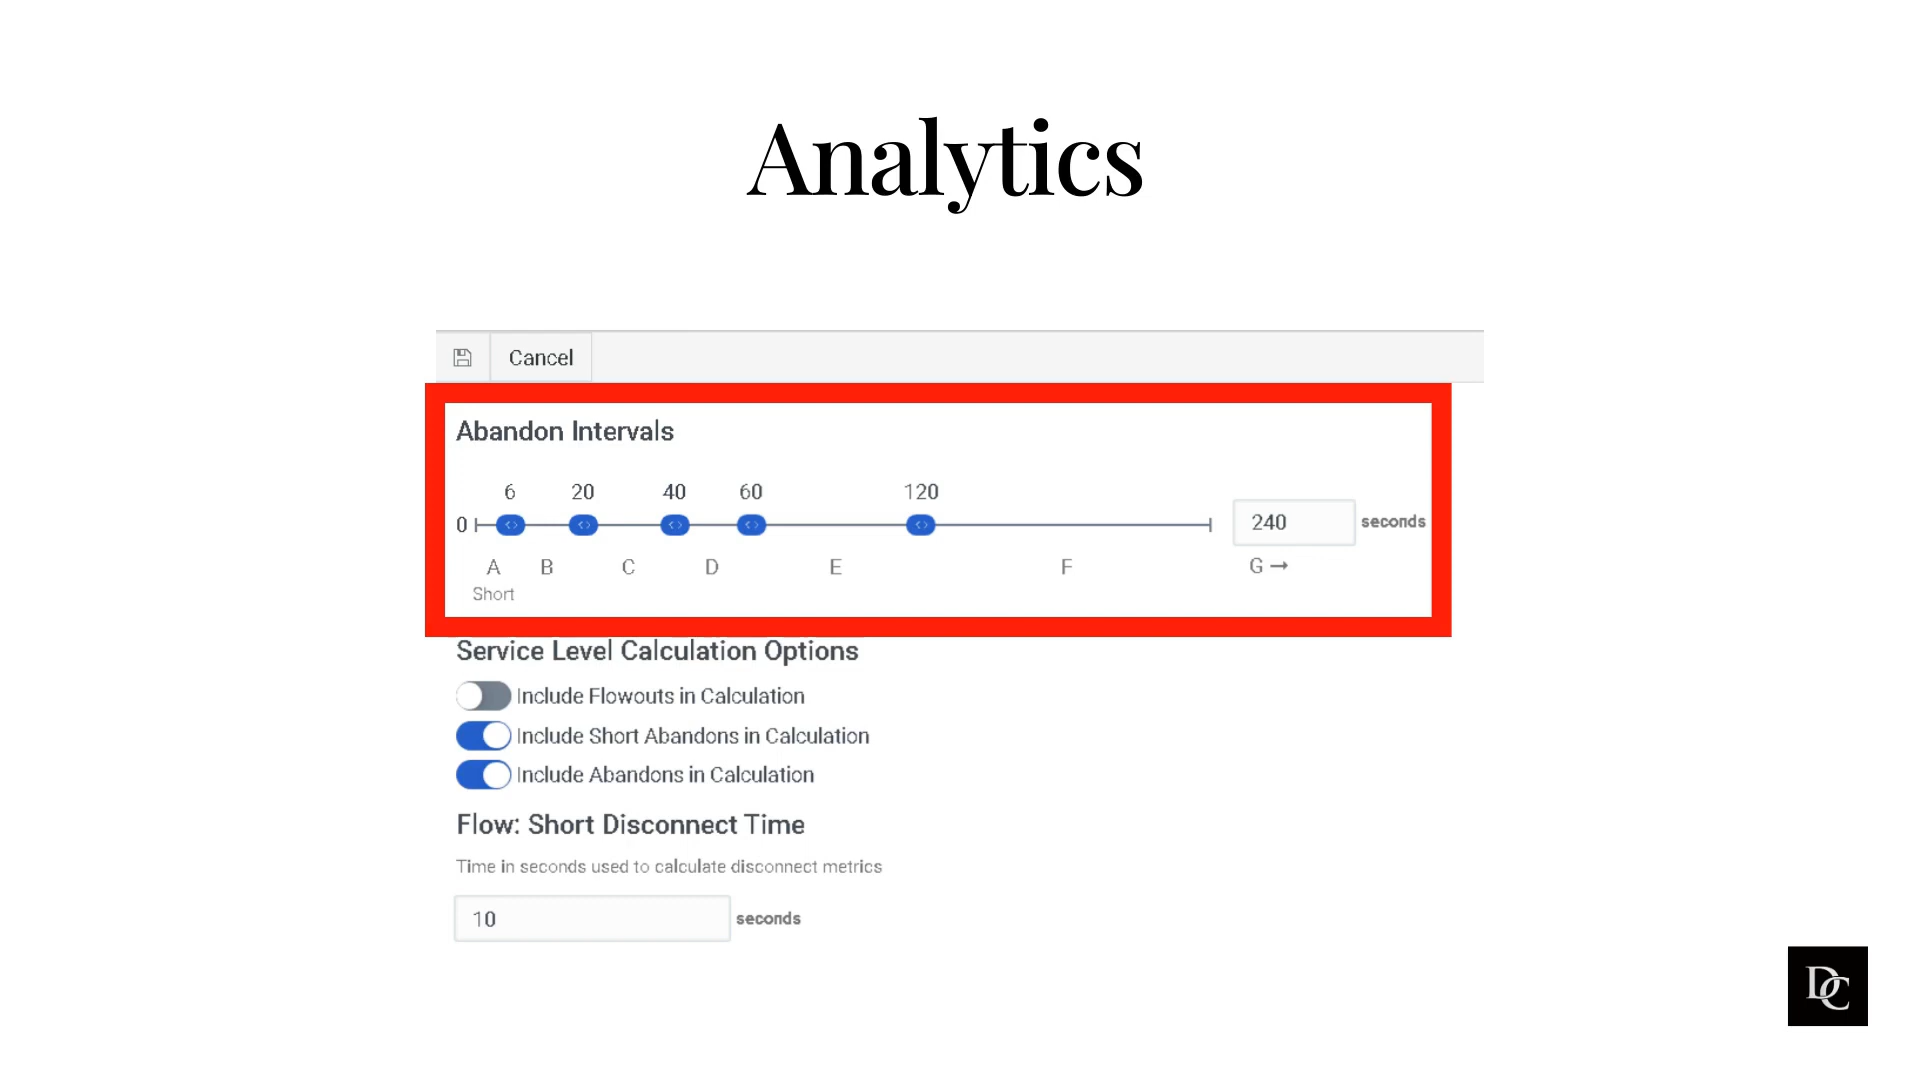 Analytics
Cancel
Abandon Intervals
6 20 40 60 120
0 240 seconds
A B C D E F G →
Short
Service Level Calculation Options
Include Flowouts in Calculation
Include Short Abandons in Calculation
Include Abandons in Calculation
Flow: Short Disconnect Time
Time in seconds used to calculate disconnect metrics
10 seconds
DC